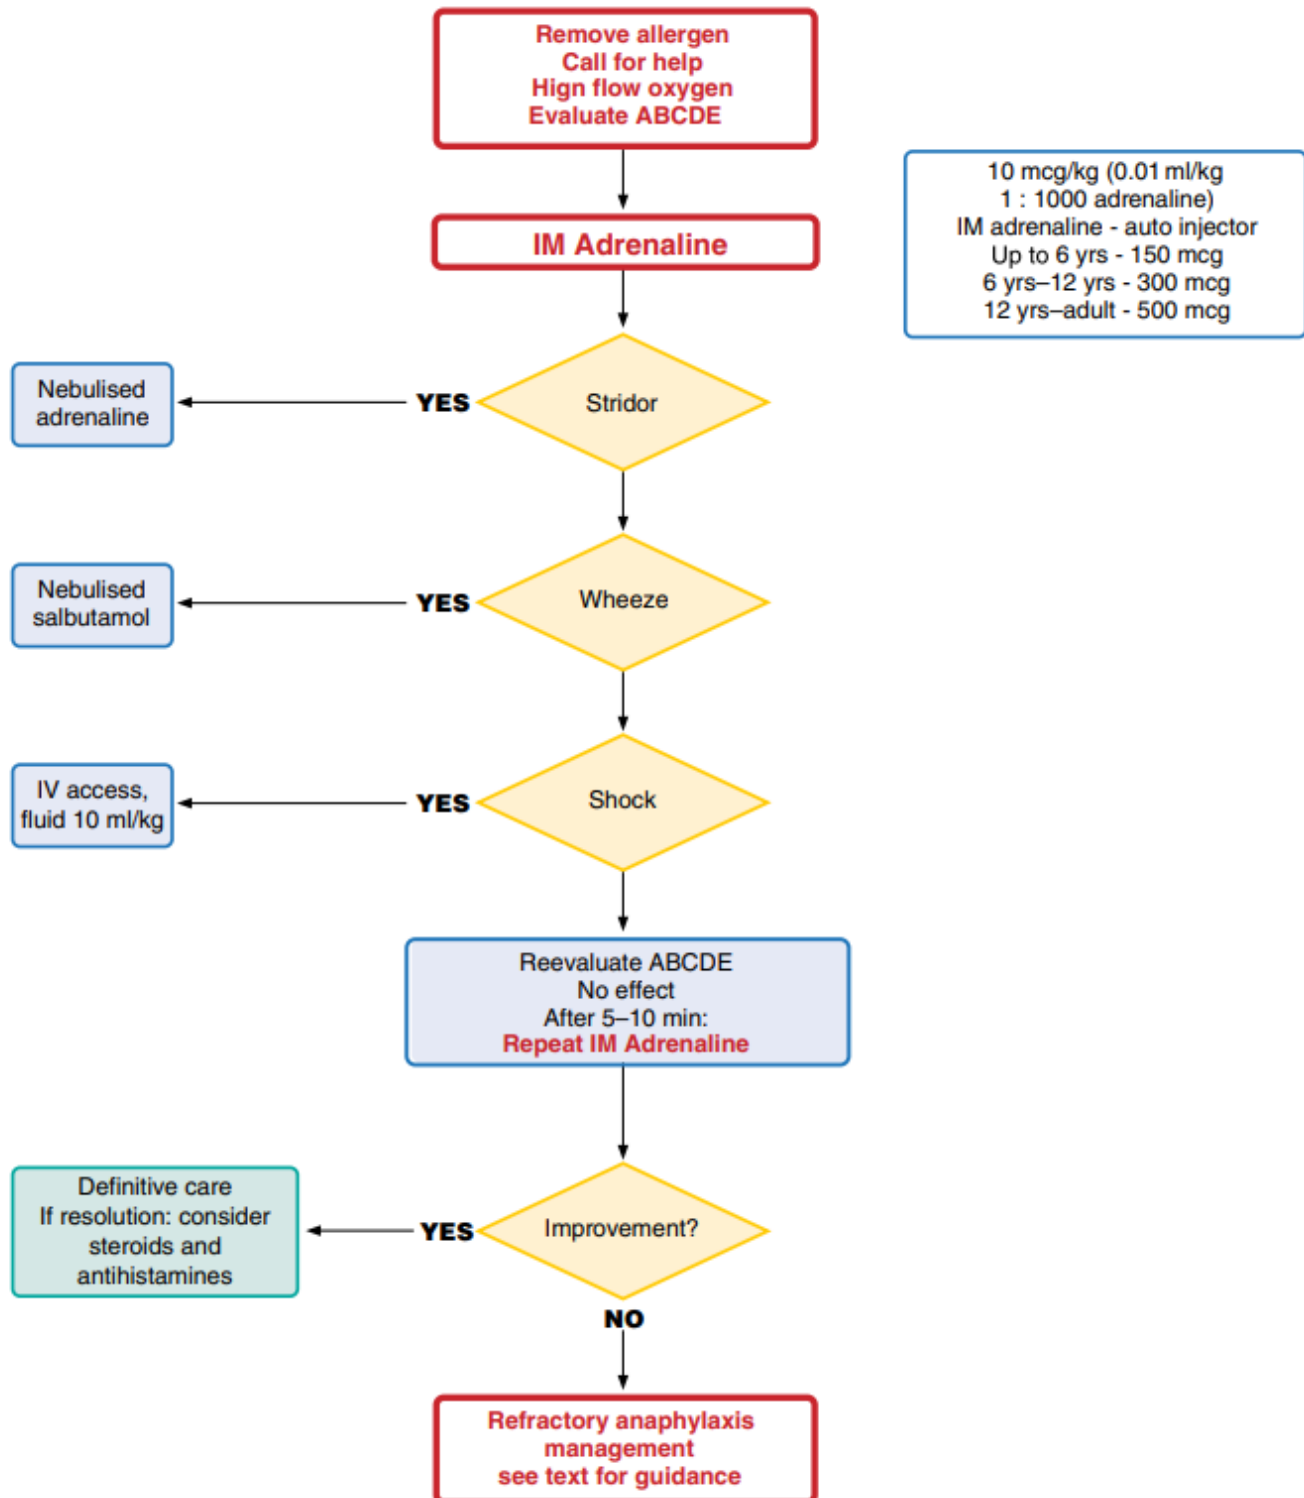 Remove allergen
Call for help
Hign flow oxygen
Evaluate ABCDE
10 mcg/kg (0.01 ml/kg
1 : 1000 adrenaline)
IM adrenaline - auto injector
Up to 6 yrs - 150 mcg
6 yrs–12 yrs - 300 mcg
12 yrs–adult - 500 mcg
IM Adrenaline
Stridor
YES
Nebulised
adrenaline
Wheeze
YES
Nebulised
salbutamol
Shock
YES
IV access,
fluid 10 ml/kg
Reevaluate ABCDE
No effect
After 5–10 min:
Repeat IM Adrenaline
Improvement?
YES
Definitive care
If resolution: consider
steroids and
antihistamines
NO
Refractory anaphylaxis
management
see text for guidance